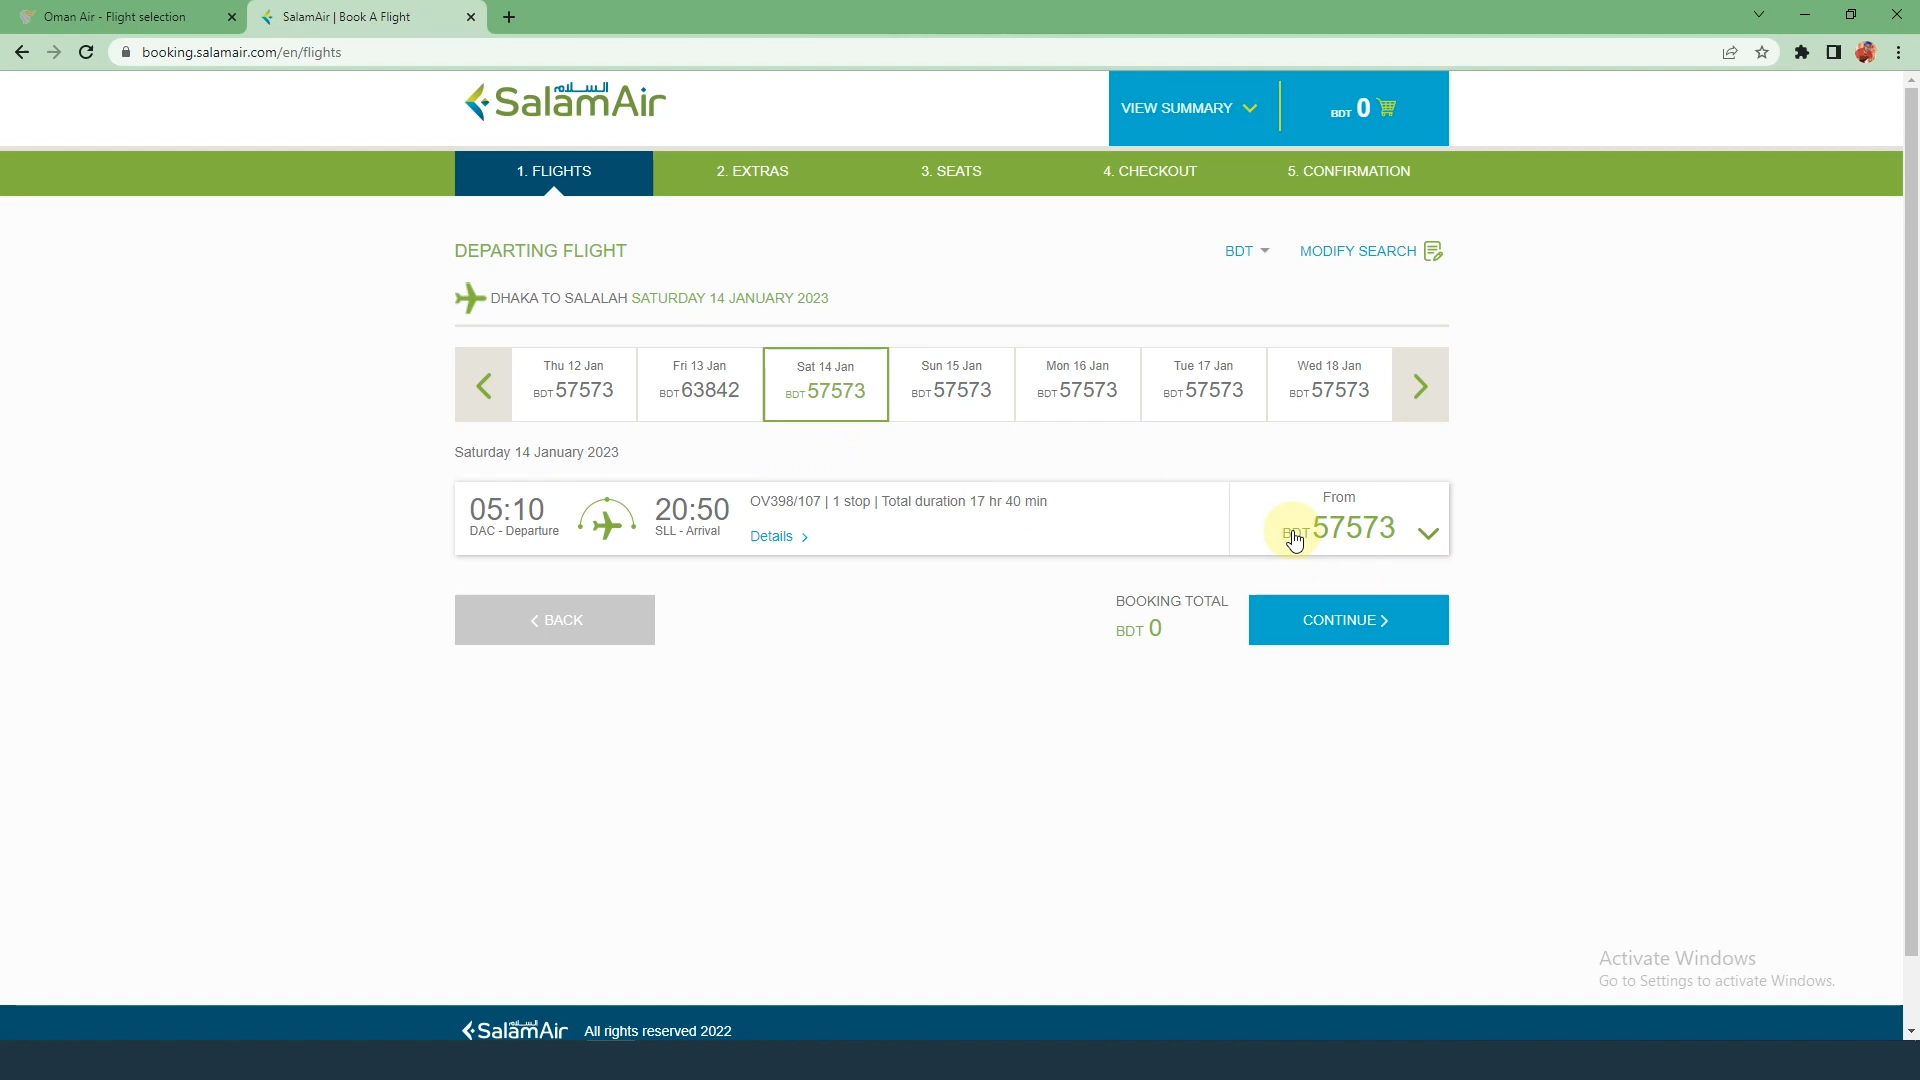 Oman Air - Flight selection
SalamAir | Book A Flight
booking.salamair.com/en/flights
السلام
SalamAir
VIEW SUMMARY
BDT 0
1. FLIGHTS
2. EXTRAS
3. SEATS
4. CHECKOUT
5. CONFIRMATION
DEPARTING FLIGHT
BDT
MODIFY SEARCH
DHAKA TO SALALAH SATURDAY 14 JANUARY 2023
Thu 12 Jan
BDT 57573
Fri 13 Jan
BDT 63842
Sat 14 Jan
BDT 57573
Sun 15 Jan
BDT 57573
Mon 16 Jan
BDT 57573
Tue 17 Jan
BDT 57573
Wed 18 Jan
BDT 57573
Saturday 14 January 2023
05:10
DAC - Departure
20:50
SLL - Arrival
OV398/107 | 1 stop | Total duration 17 hr 40 min
Details
From
BDT 57573
BACK
BOOKING TOTAL
BDT 0
CONTINUE
Activate Windows
Go to Settings to activate Windows.
السلام
SalamAir
All rights reserved 2022